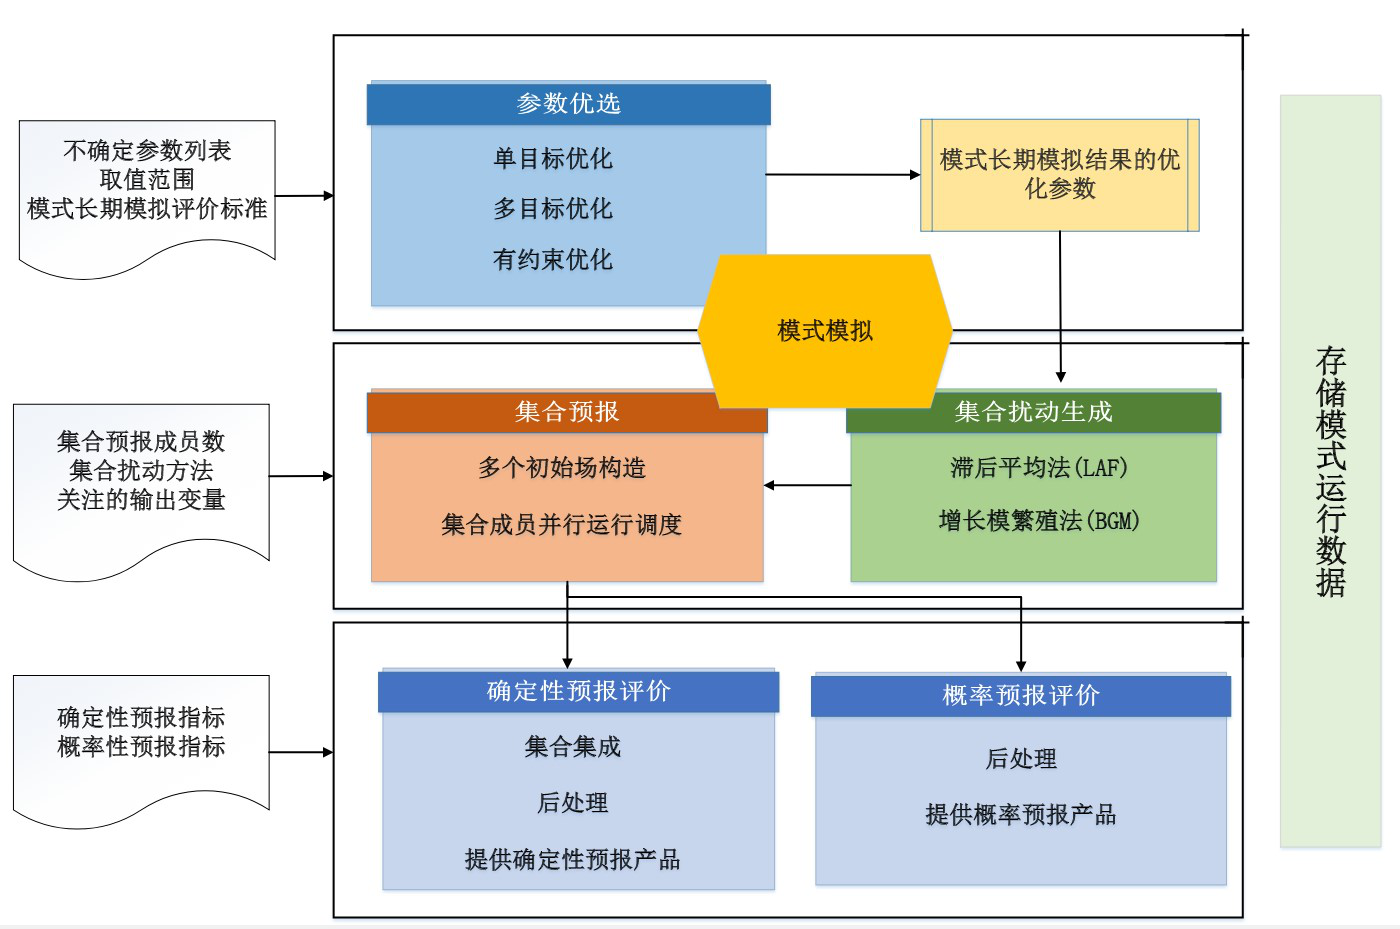 不确定参数列表
取值范围
模式长期模拟评价标准
参数优选
单目标优化
多目标优化
有约束优化
模式长期模拟结果的优
化参数
模式模拟
集合预报成员数
集合扰动方法
关注的输出变量
集合预报
多个初始场构造
集合成员并行运行调度
集合扰动生成
滞后平均法(LAF)
增长模繁殖法(BGM)
确定性预报指标
概率性预报指标
确定性预报评价
集合集成
后处理
提供确定性预报产品
概率预报评价
后处理
提供概率预报产品
存储模式运行数据